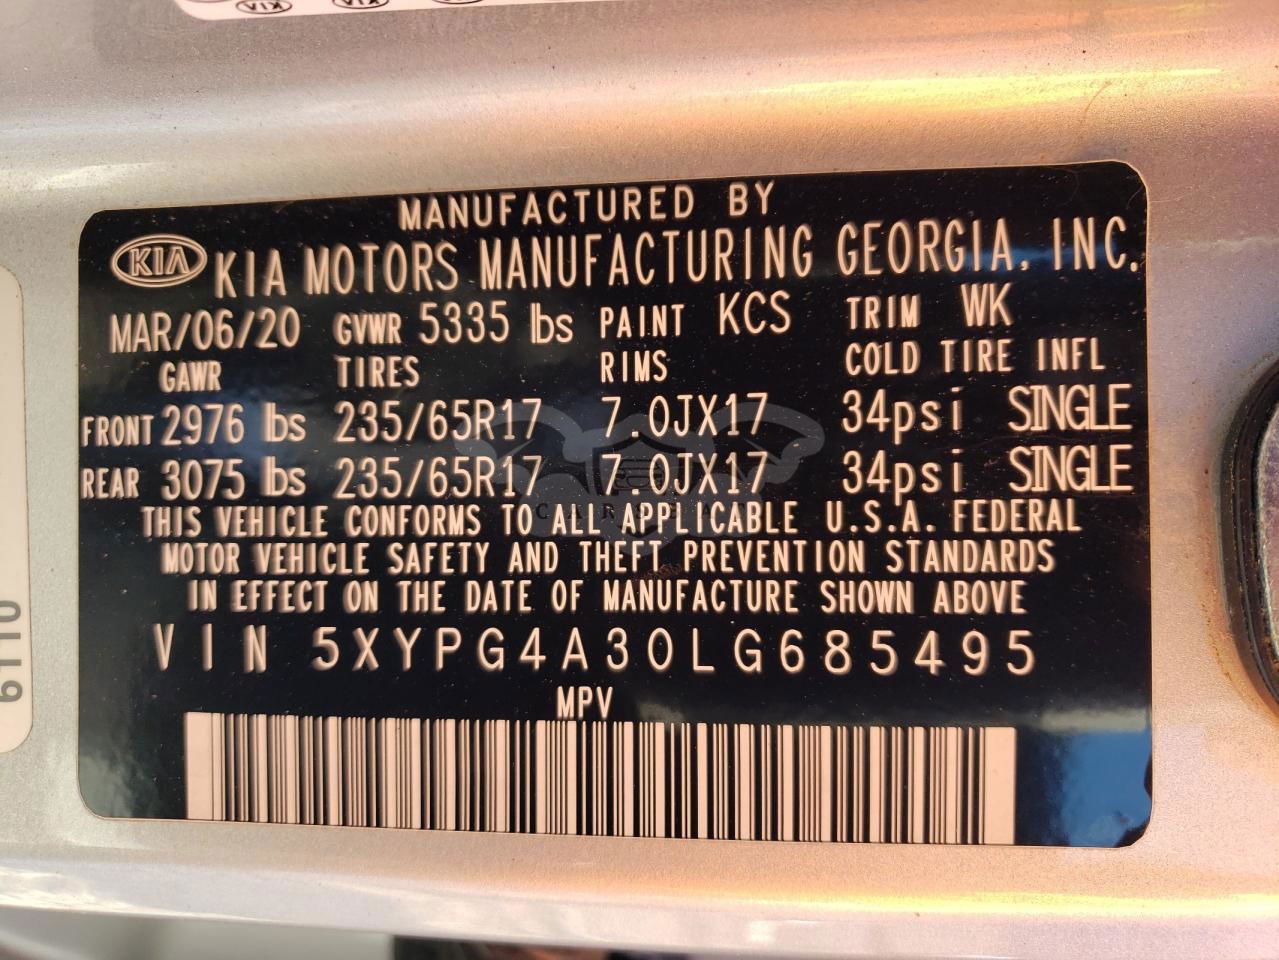 MANUFACTURED BY
KIA KIA MOTORS MANUFACTURING GEORGIA, INC.
MAR/06/20 GVWR 5335 lbs PAINT KCS TRIM WK
GAWR TIRES RIMS COLD TIRE INFL
FRONT 2976 lbs 235/65R17 7.0JX17 34psi SINGLE
REAR 3075 lbs 235/65R17 7.0JX17 34psi SINGLE
THIS VEHICLE CONFORMS TO ALL APPLICABLE U.S.A. FEDERAL
MOTOR VEHICLE SAFETY AND THEFT PREVENTION STANDARDS
IN EFFECT ON THE DATE OF MANUFACTURE SHOWN ABOVE
VIN 5XYPG4A30LG685495
MPV
KIA KIA KIA